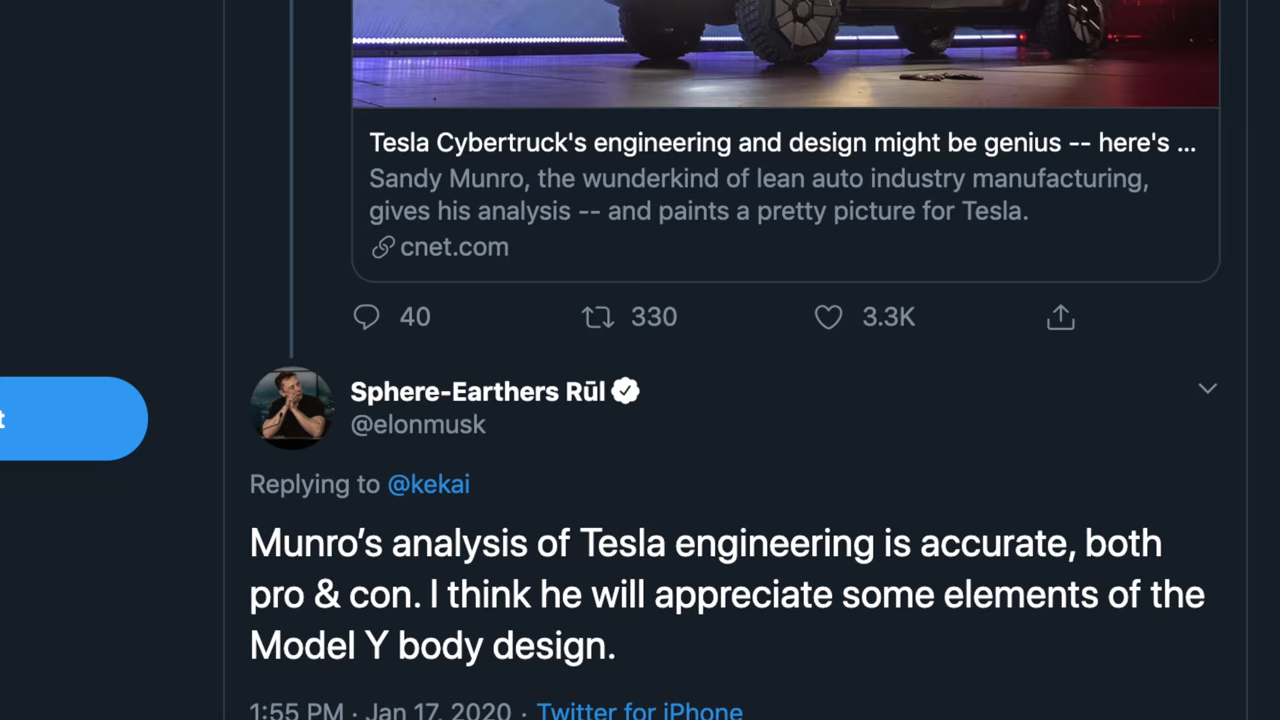 Tesla Cybertruck's engineering and design might be genius -- here's ...
Sandy Munro, the wunderkind of lean auto industry manufacturing,
gives his analysis -- and paints a pretty picture for Tesla.
cnet.com
40 330 3.3K
t
Sphere-Earthers Rūl
@elonmusk
Replying to @kekai
Munro’s analysis of Tesla engineering is accurate, both
pro & con. I think he will appreciate some elements of the
Model Y body design.
1:55 PM · Jan 17, 2020 · Twitter for iPhone